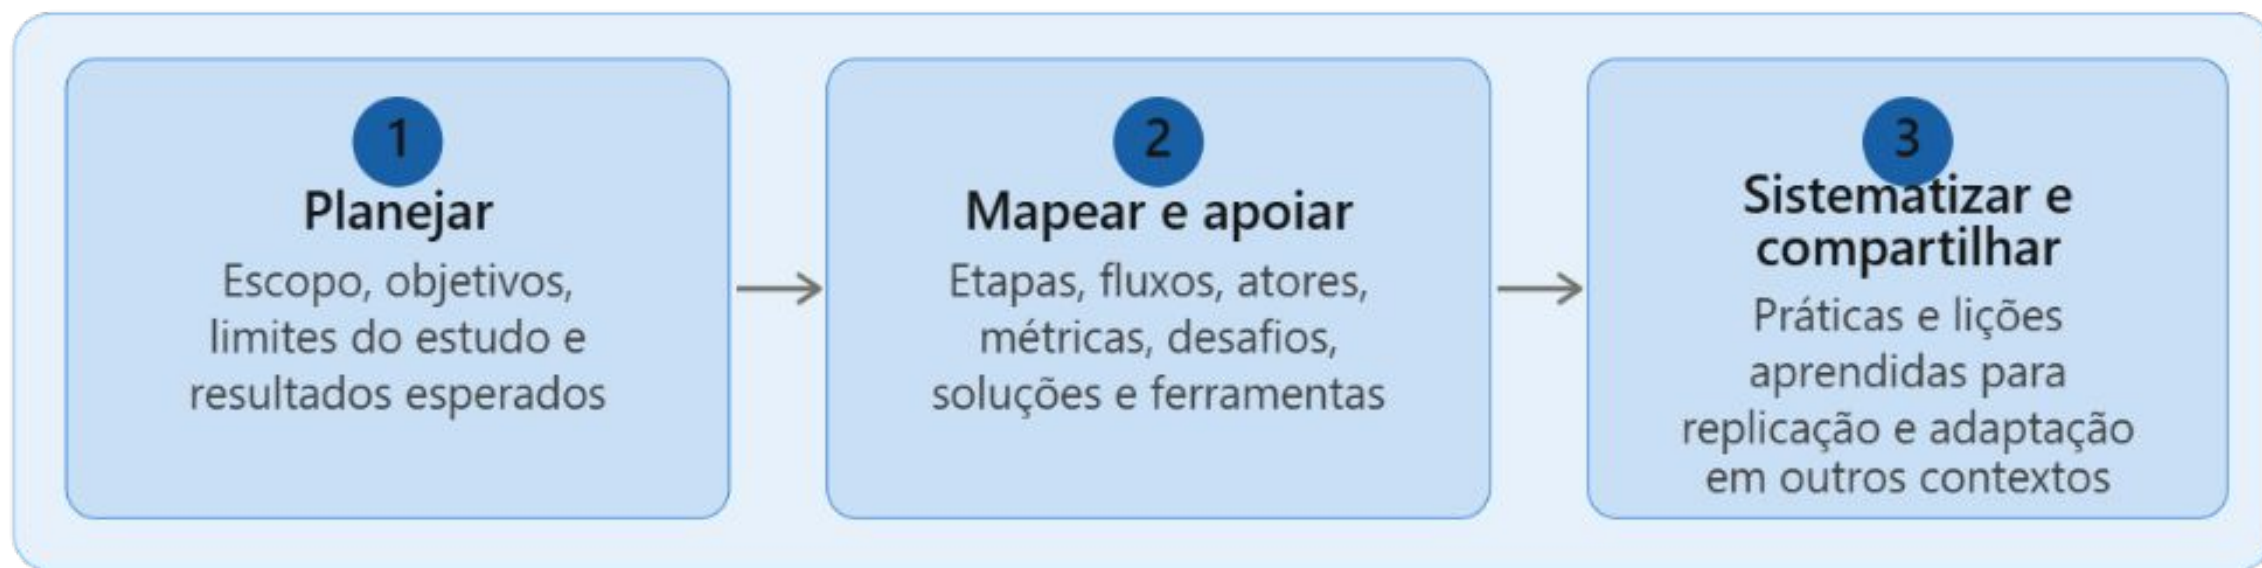 1
Planejar
Escopo, objetivos,
limites do estudo e
resultados esperados
2
Mapear e apoiar
Etapas, fluxos, atores,
métricas, desafios,
soluções e ferramentas
3
Sistematizar e
compartilhar
Práticas e lições
aprendidas para
replicação e adaptação
em outros contextos